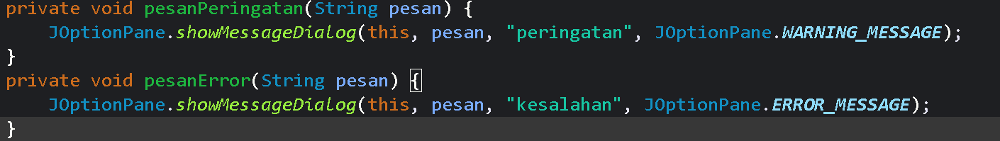 private void pesanPeringatan(String pesan) {
    JOptionPane.showMessageDialog(this, pesan, "peringatan", JOptionPane.WARNING_MESSAGE);
}
private void pesanError(String pesan) {
    JOptionPane.showMessageDialog(this, pesan, "kesalahan", JOptionPane.ERROR_MESSAGE);
}